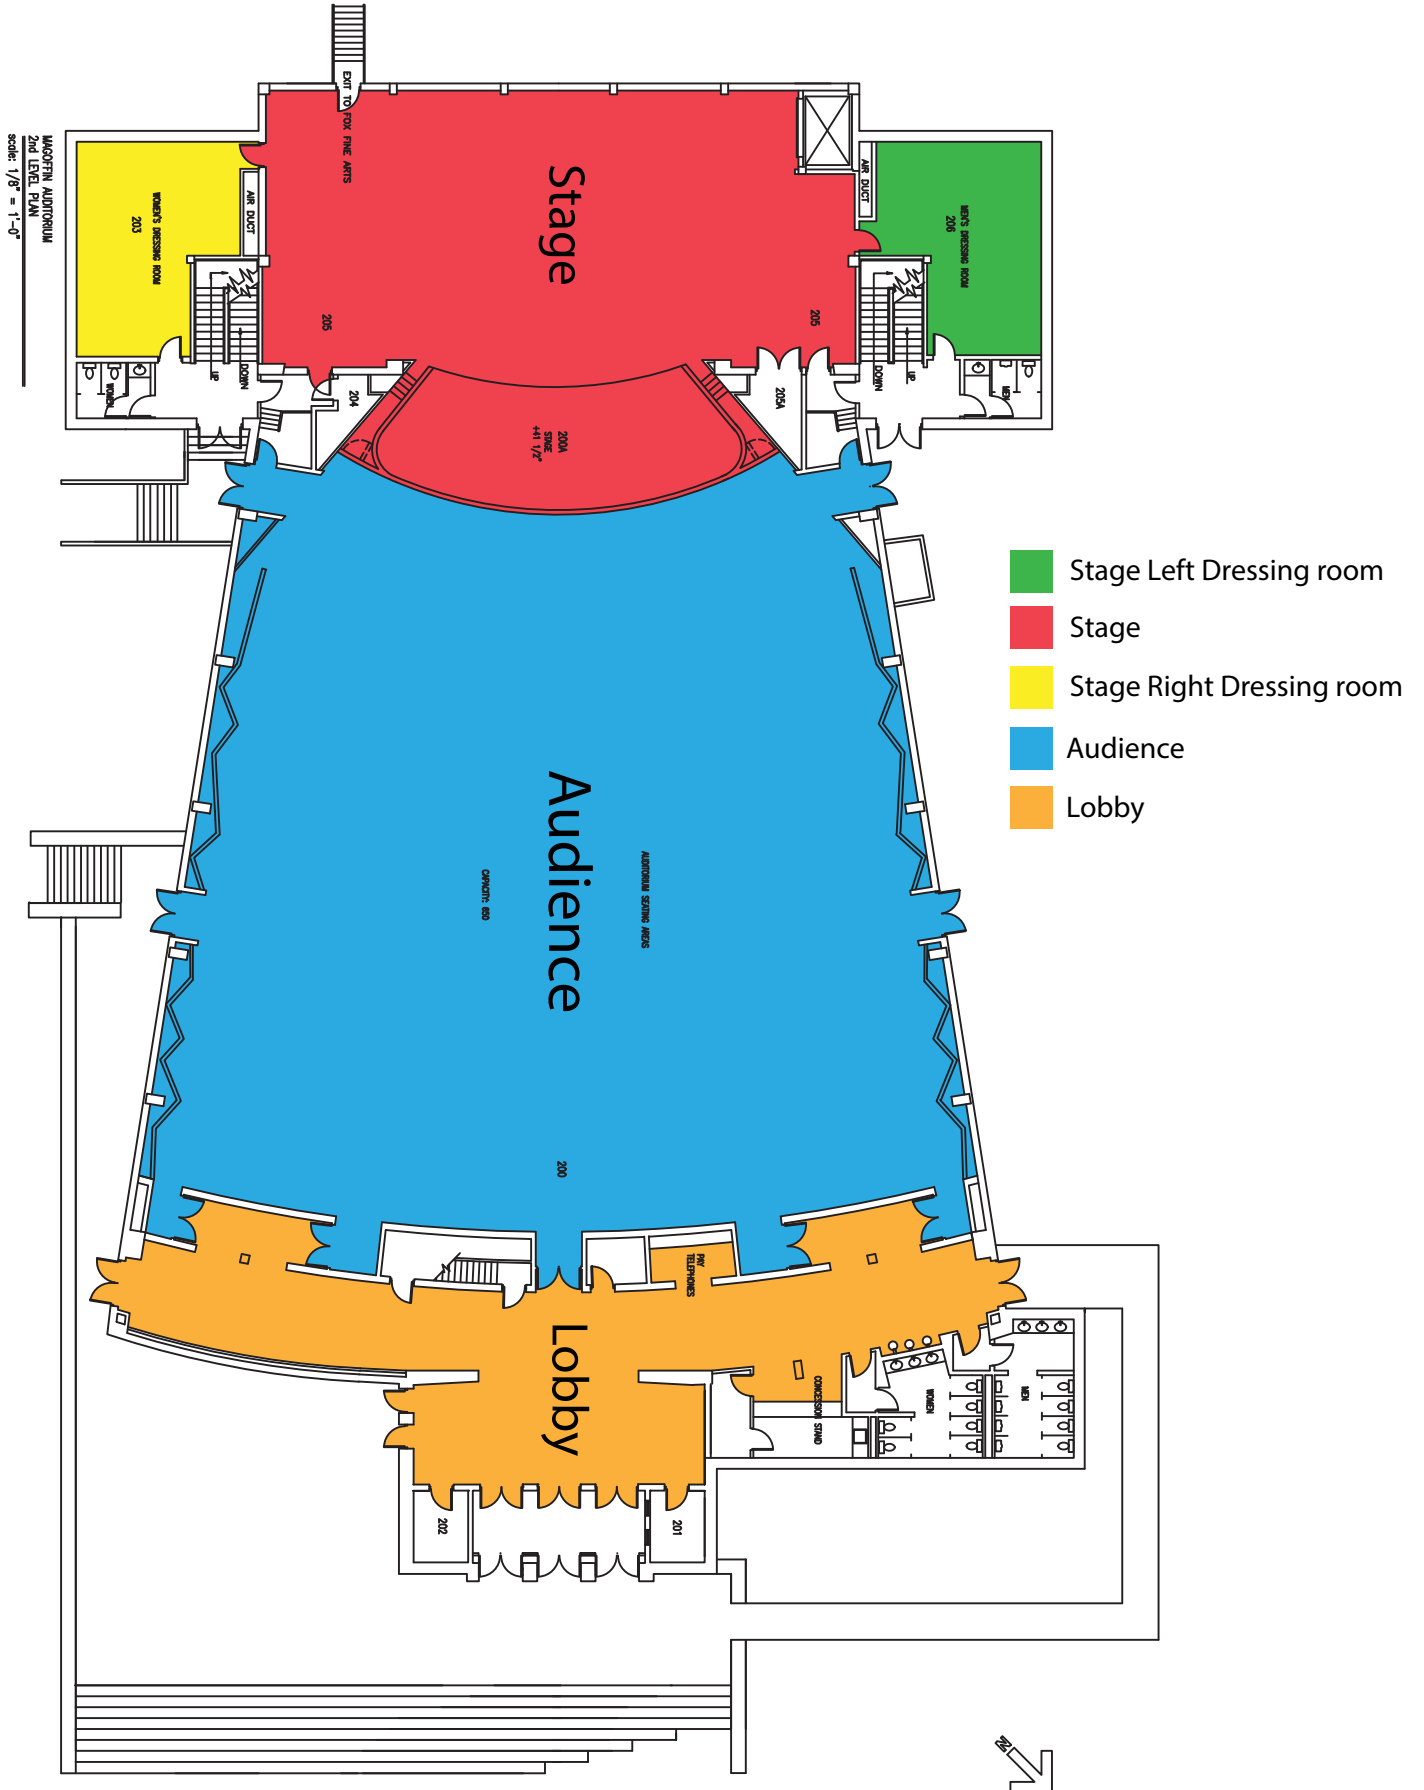 EXIT TO FOX FINE ARTS
MAGOFFIN AUDITORIUM
2nd LEVEL PLAN
scale: 1/8" = 1'-0"
WOMEN'S DRESSING ROOM
203
AIR DUCT
Stage
AIR DUCT
MEN'S DRESSING ROOM
206
205
205
UP
DOWN
DOWN
UP
WOMEN
204
205A
MEN
200A
STAGE
+41 1/2"
Stage Left Dressing room
Stage
Stage Right Dressing room
Audience
Lobby
Audience
AUDITORIUM SEATING AREAS
CAPACITY: 850
200
PAY
TELEPHONES
Lobby
CONCESSION STAND
WOMEN
MEN
202
201
N